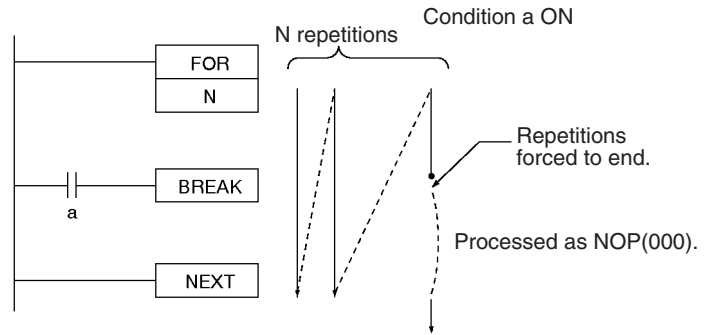 Condition a ON
N repetitions
FOR
N
Repetitions
forced to end.
BREAK
a
Processed as NOP(000).
NEXT